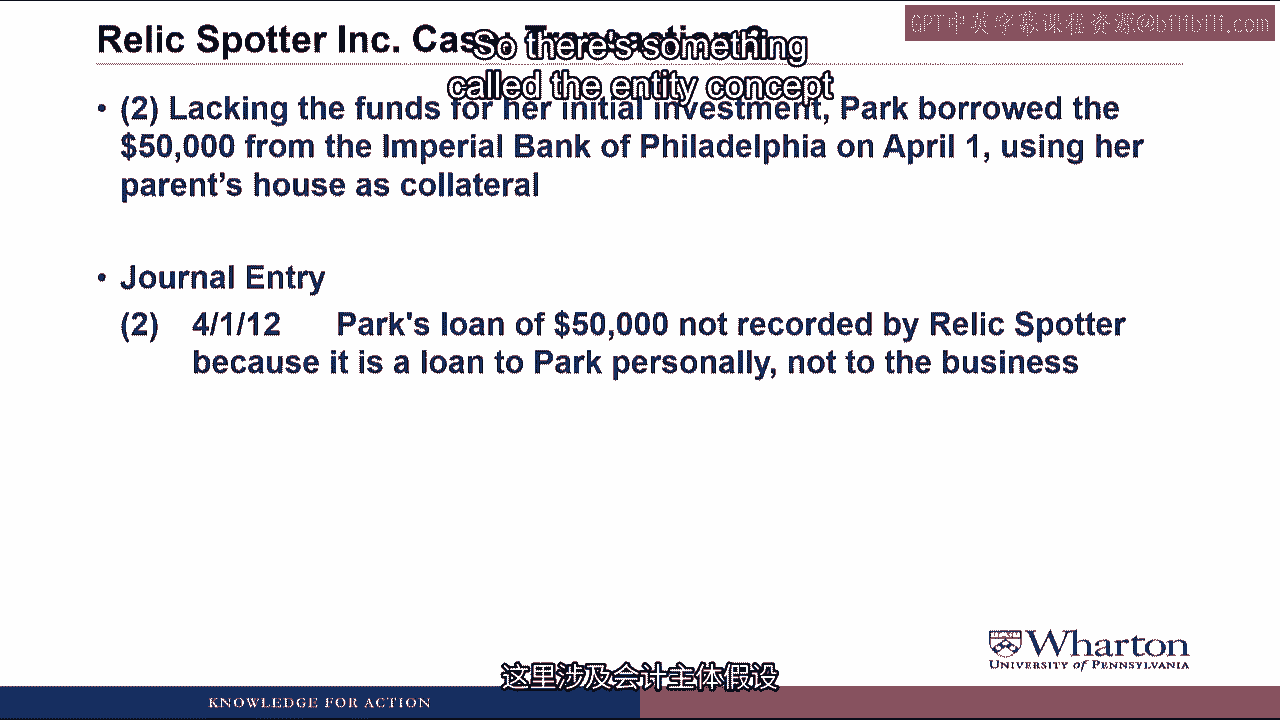 GPT中英字幕课程资源@bilibili.com
Relic Spotter Inc. Case: Transaction 2
So there's something
called the entity concept
• (2) Lacking the funds for her initial investment, Park borrowed the
$50,000 from the Imperial Bank of Philadelphia on April 1, using her
parent's house as collateral
• Journal Entry
(2) 4/1/12 Park's loan of $50,000 not recorded by Relic Spotter
because it is a loan to Park personally, not to the business
Wharton
UNIVERSITY of PENNSYLVANIA
这里涉及会计主体假设
KNOWLEDGE FOR ACTION